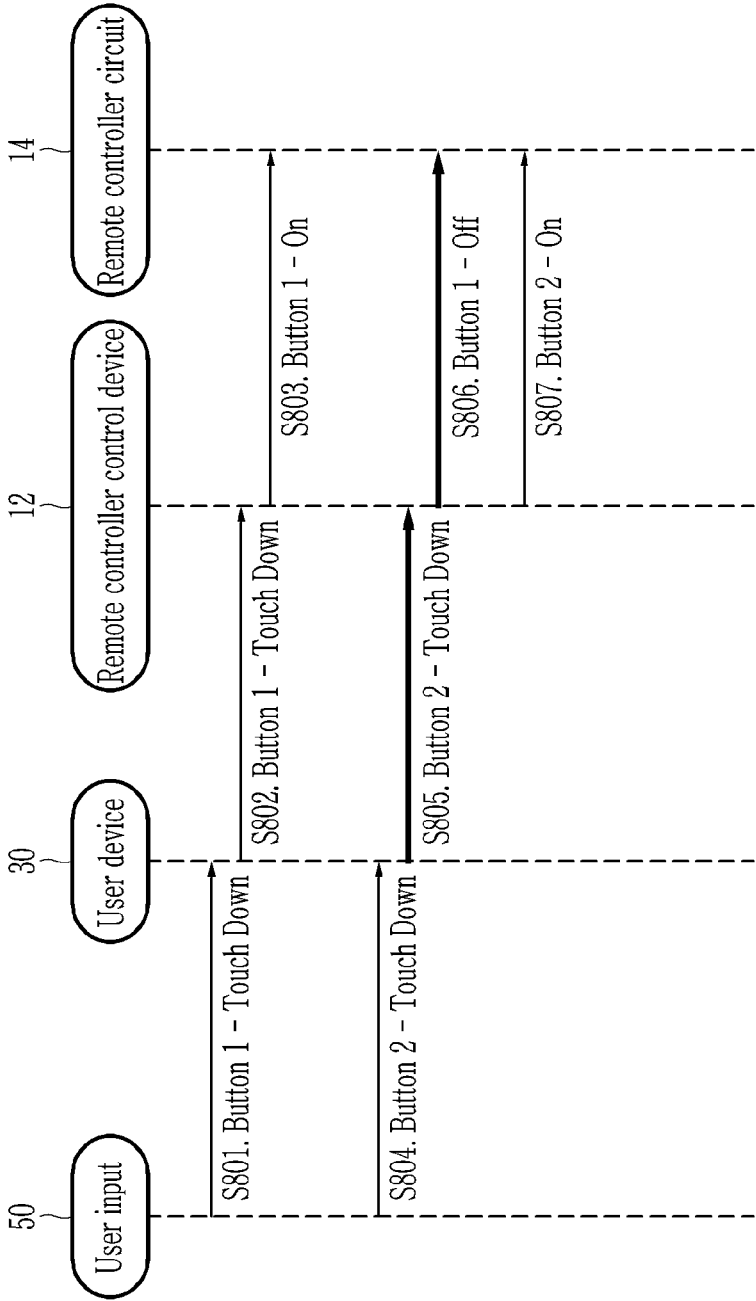 50
30
12
14
User input
User device
Remote controller control device
Remote controller circuit
S801. Button 1 - Touch Down
S802. Button 1 - Touch Down
S803. Button 1 - On
S804. Button 2 - Touch Down
S805. Button 2 - Touch Down
S806. Button 1 - Off
S807. Button 2 - On